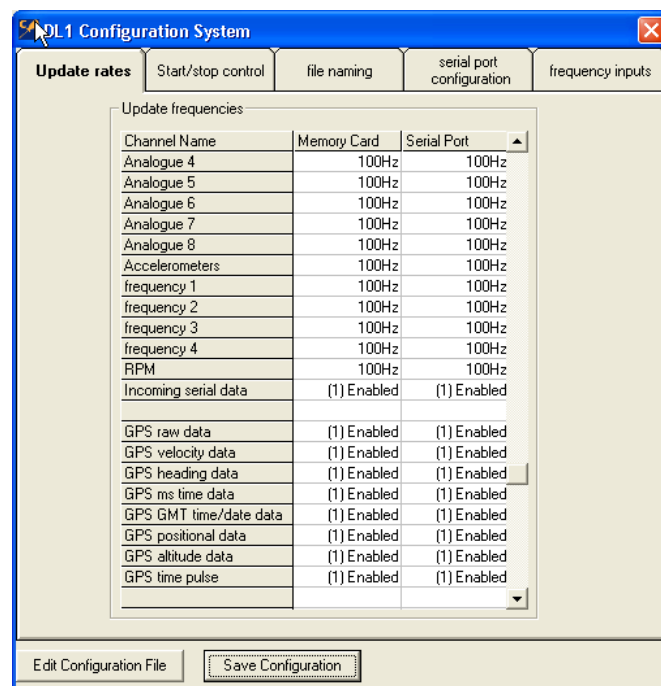 DL1 Configuration System
Update rates Start/stop control file naming serial port configuration frequency inputs
Update frequencies
Channel Name Memory Card Serial Port
Analogue 4 100Hz 100Hz
Analogue 5 100Hz 100Hz
Analogue 6 100Hz 100Hz
Analogue 7 100Hz 100Hz
Analogue 8 100Hz 100Hz
Accelerometers 100Hz 100Hz
frequency 1 100Hz 100Hz
frequency 2 100Hz 100Hz
frequency 3 100Hz 100Hz
frequency 4 100Hz 100Hz
RPM 100Hz 100Hz
Incoming serial data (1) Enabled (1) Enabled
GPS raw data (1) Enabled (1) Enabled
GPS velocity data (1) Enabled (1) Enabled
GPS heading data (1) Enabled (1) Enabled
GPS ms time data (1) Enabled (1) Enabled
GPS GMT time/date data (1) Enabled (1) Enabled
GPS positional data (1) Enabled (1) Enabled
GPS altitude data (1) Enabled (1) Enabled
GPS time pulse (1) Enabled (1) Enabled
Edit Configuration File Save Configuration